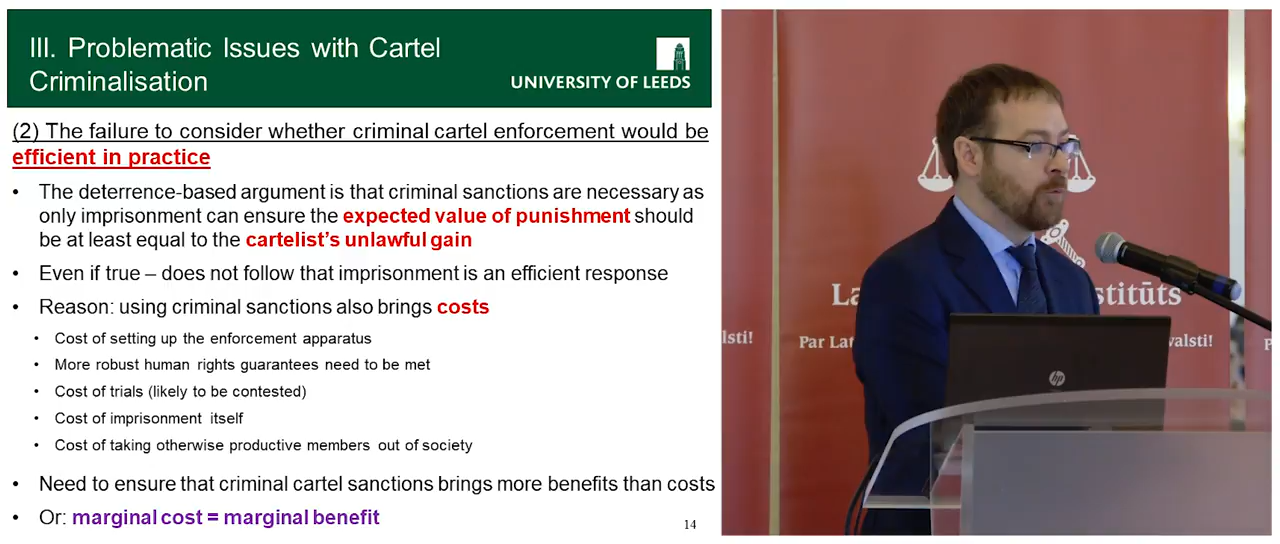 III. Problematic Issues with Cartel
Criminalisation
UNIVERSITY OF LEEDS
(2) The failure to consider whether criminal cartel enforcement would be
efficient in practice
• The deterrence-based argument is that criminal sanctions are necessary as
only imprisonment can ensure the expected value of punishment should
be at least equal to the cartelist's unlawful gain
• Even if true – does not follow that imprisonment is an efficient response
• Reason: using criminal sanctions also brings costs
• Cost of setting up the enforcement apparatus
• More robust human rights guarantees need to be met
• Cost of trials (likely to be contested)
• Cost of imprisonment itself
• Cost of taking otherwise productive members out of society
• Need to ensure that criminal cartel sanctions brings more benefits than costs
• Or: marginal cost = marginal benefit
14
La
stitūts
lsti!
Par Lat
valsti!
P
hp